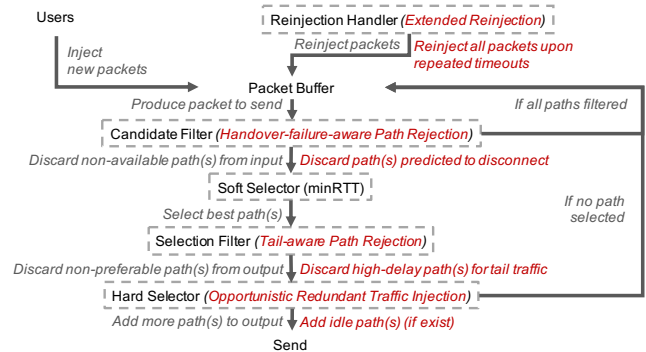 Users
Reinjection Handler (Extended Reinjection)
Inject
new packets
Reinject packets
Reinject all packets upon
repeated timeouts
Packet Buffer
Produce packet to send
If all paths filtered
Candidate Filter (Handover-failure-aware Path Rejection)
Discard non-available path(s) from input
Discard path(s) predicted to disconnect
Soft Selector (minRTT)
If no path
selected
Select best path(s)
Selection Filter (Tail-aware Path Rejection)
Discard non-preferable path(s) from output
Discard high-delay path(s) for tail traffic
Hard Selector (Opportunistic Redundant Traffic Injection)
Add more path(s) to output
Add idle path(s) (if exist)
Send